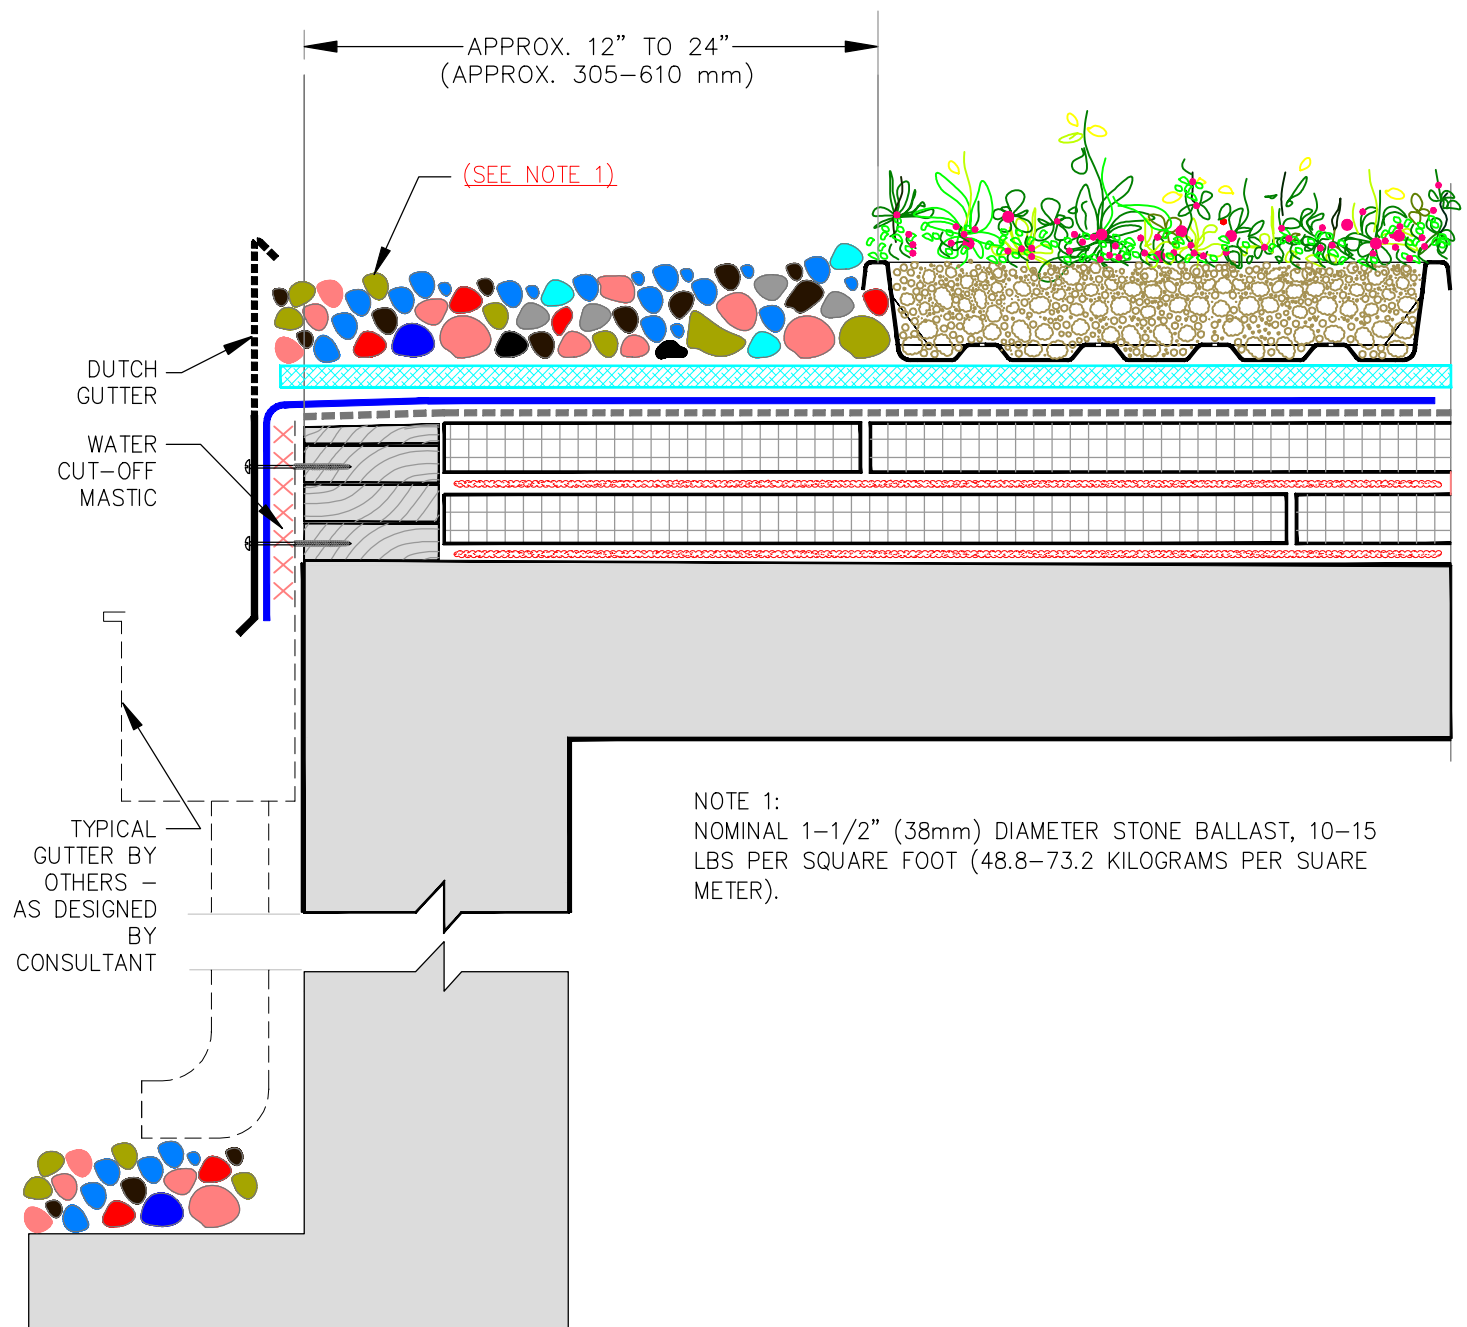 APPROX. 12” TO 24”
(APPROX. 305–610 mm)
(SEE NOTE 1)
DUTCH
GUTTER
WATER
CUT–OFF
MASTIC
TYPICAL
GUTTER BY
OTHERS –
AS DESIGNED
BY
CONSULTANT
NOTE 1:
NOMINAL 1–1/2” (38mm) DIAMETER STONE BALLAST, 10–15
LBS PER SQUARE FOOT (48.8–73.2 KILOGRAMS PER SUARE
METER).